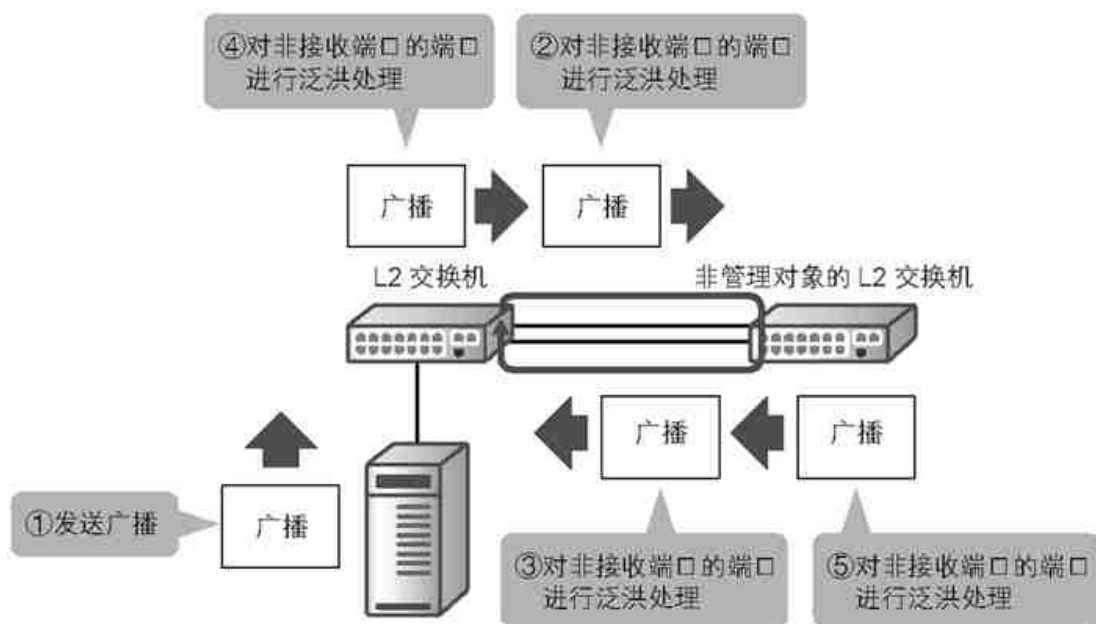 ④对非接收端口的端口
进行泛洪处理
②对非接收端口的端口
进行泛洪处理
广播
广播
L2 交换机
非管理对象的 L2 交换机
广播
广播
①发送广播
广播
③对非接收端口的端口
进行泛洪处理
⑤对非接收端口的端口
进行泛洪处理